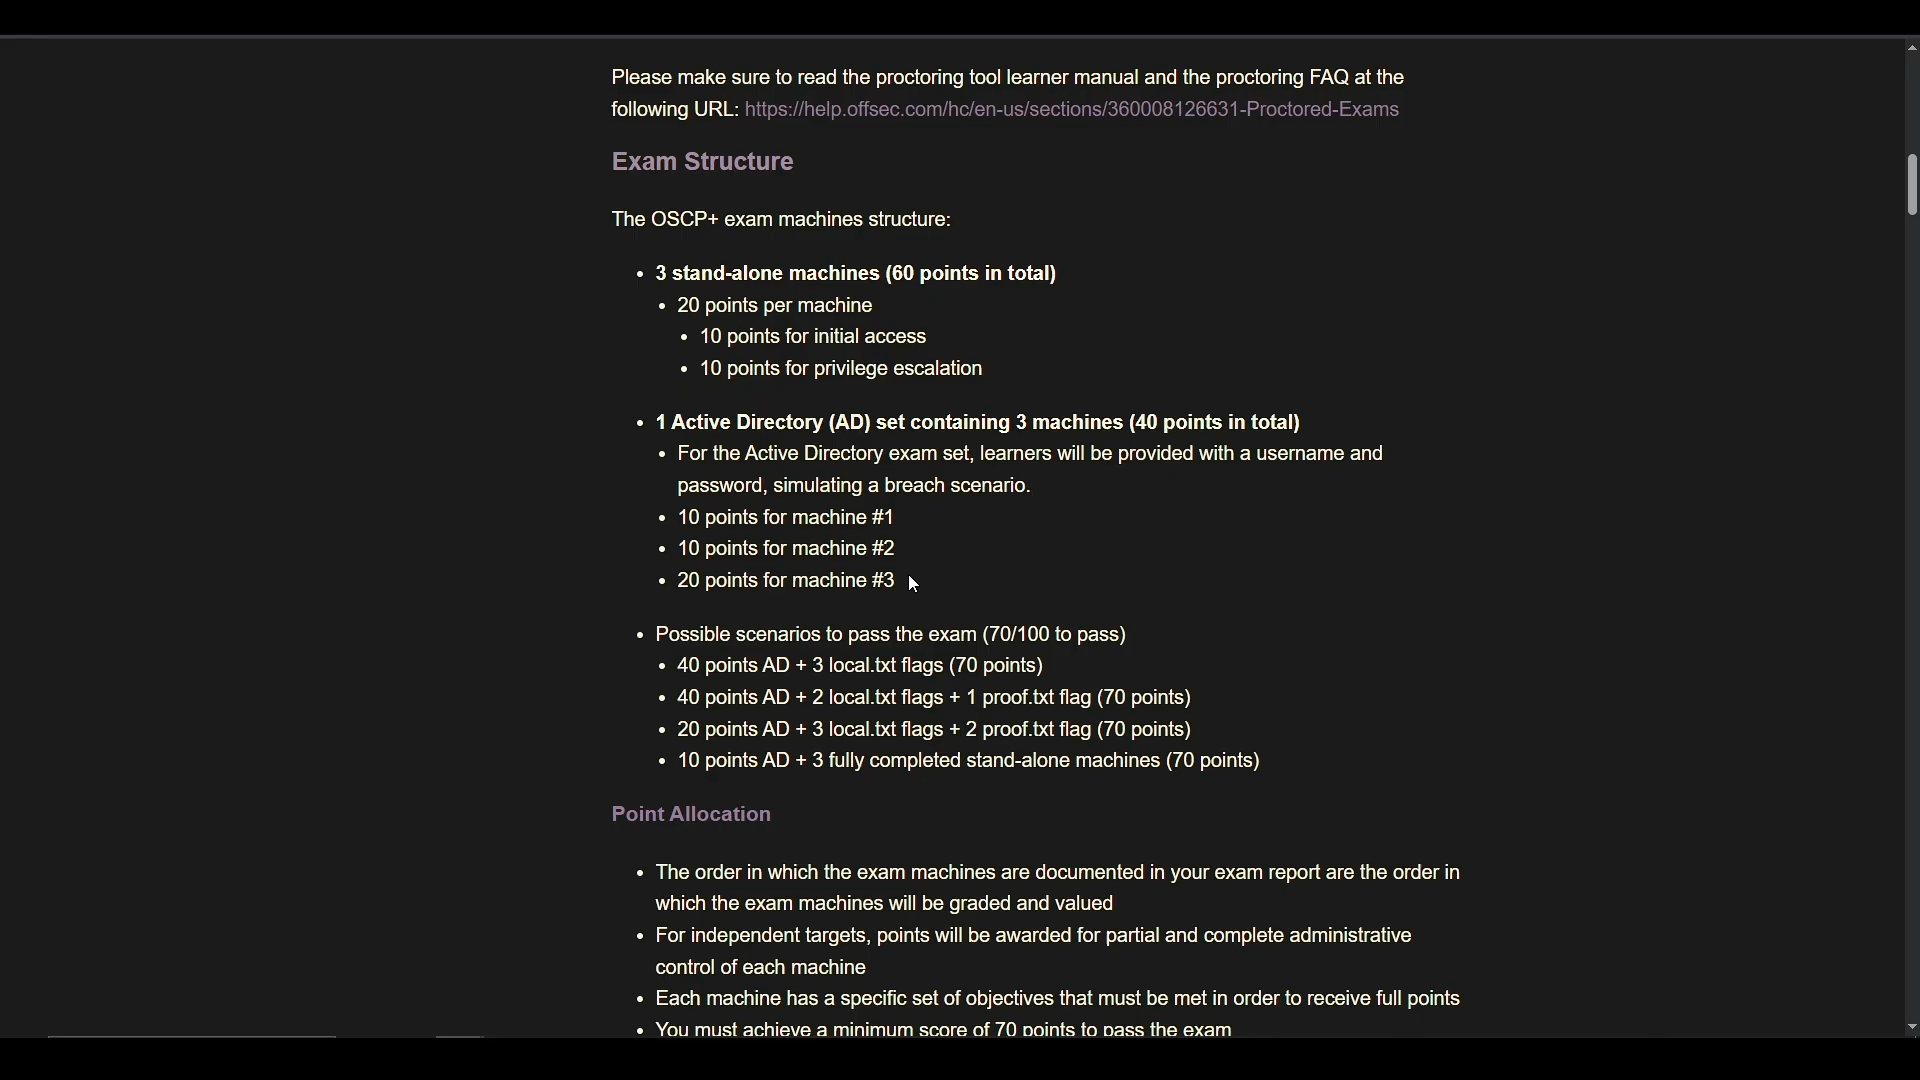 Please make sure to read the proctoring tool learner manual and the proctoring FAQ at the
following URL: https://help.offsec.com/hc/en-us/sections/360008126631-Proctored-Exams
Exam Structure
The OSCP+ exam machines structure:
• 3 stand-alone machines (60 points in total)
• 20 points per machine
• 10 points for initial access
• 10 points for privilege escalation
• 1 Active Directory (AD) set containing 3 machines (40 points in total)
• For the Active Directory exam set, learners will be provided with a username and
password, simulating a breach scenario.
• 10 points for machine #1
• 10 points for machine #2
• 20 points for machine #3
• Possible scenarios to pass the exam (70/100 to pass)
• 40 points AD + 3 local.txt flags (70 points)
• 40 points AD + 2 local.txt flags + 1 proof.txt flag (70 points)
• 20 points AD + 3 local.txt flags + 2 proof.txt flag (70 points)
• 10 points AD + 3 fully completed stand-alone machines (70 points)
Point Allocation
• The order in which the exam machines are documented in your exam report are the order in
which the exam machines will be graded and valued
• For independent targets, points will be awarded for partial and complete administrative
control of each machine
• Each machine has a specific set of objectives that must be met in order to receive full points
• You must achieve a minimum score of 70 points to pass the exam